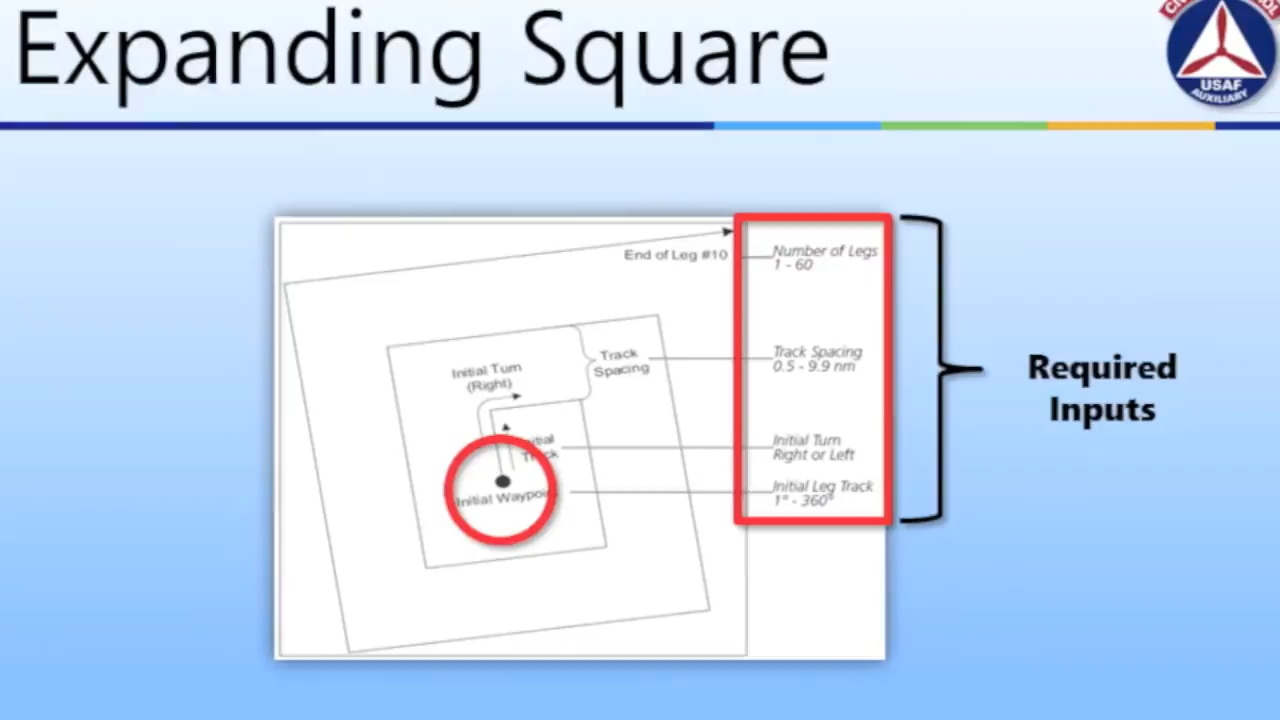 Expanding Square
USAF
AUXILIARY
End of Leg #10
Number of Legs
1 - 60
Track
Spacing
Track Spacing
0.5 - 9.9 nm
Initial Turn
(Right)
Required
Inputs
Initial
Track
Initial Turn
Right or Left
Initial Waypoint
Initial Leg Track
1° - 360°